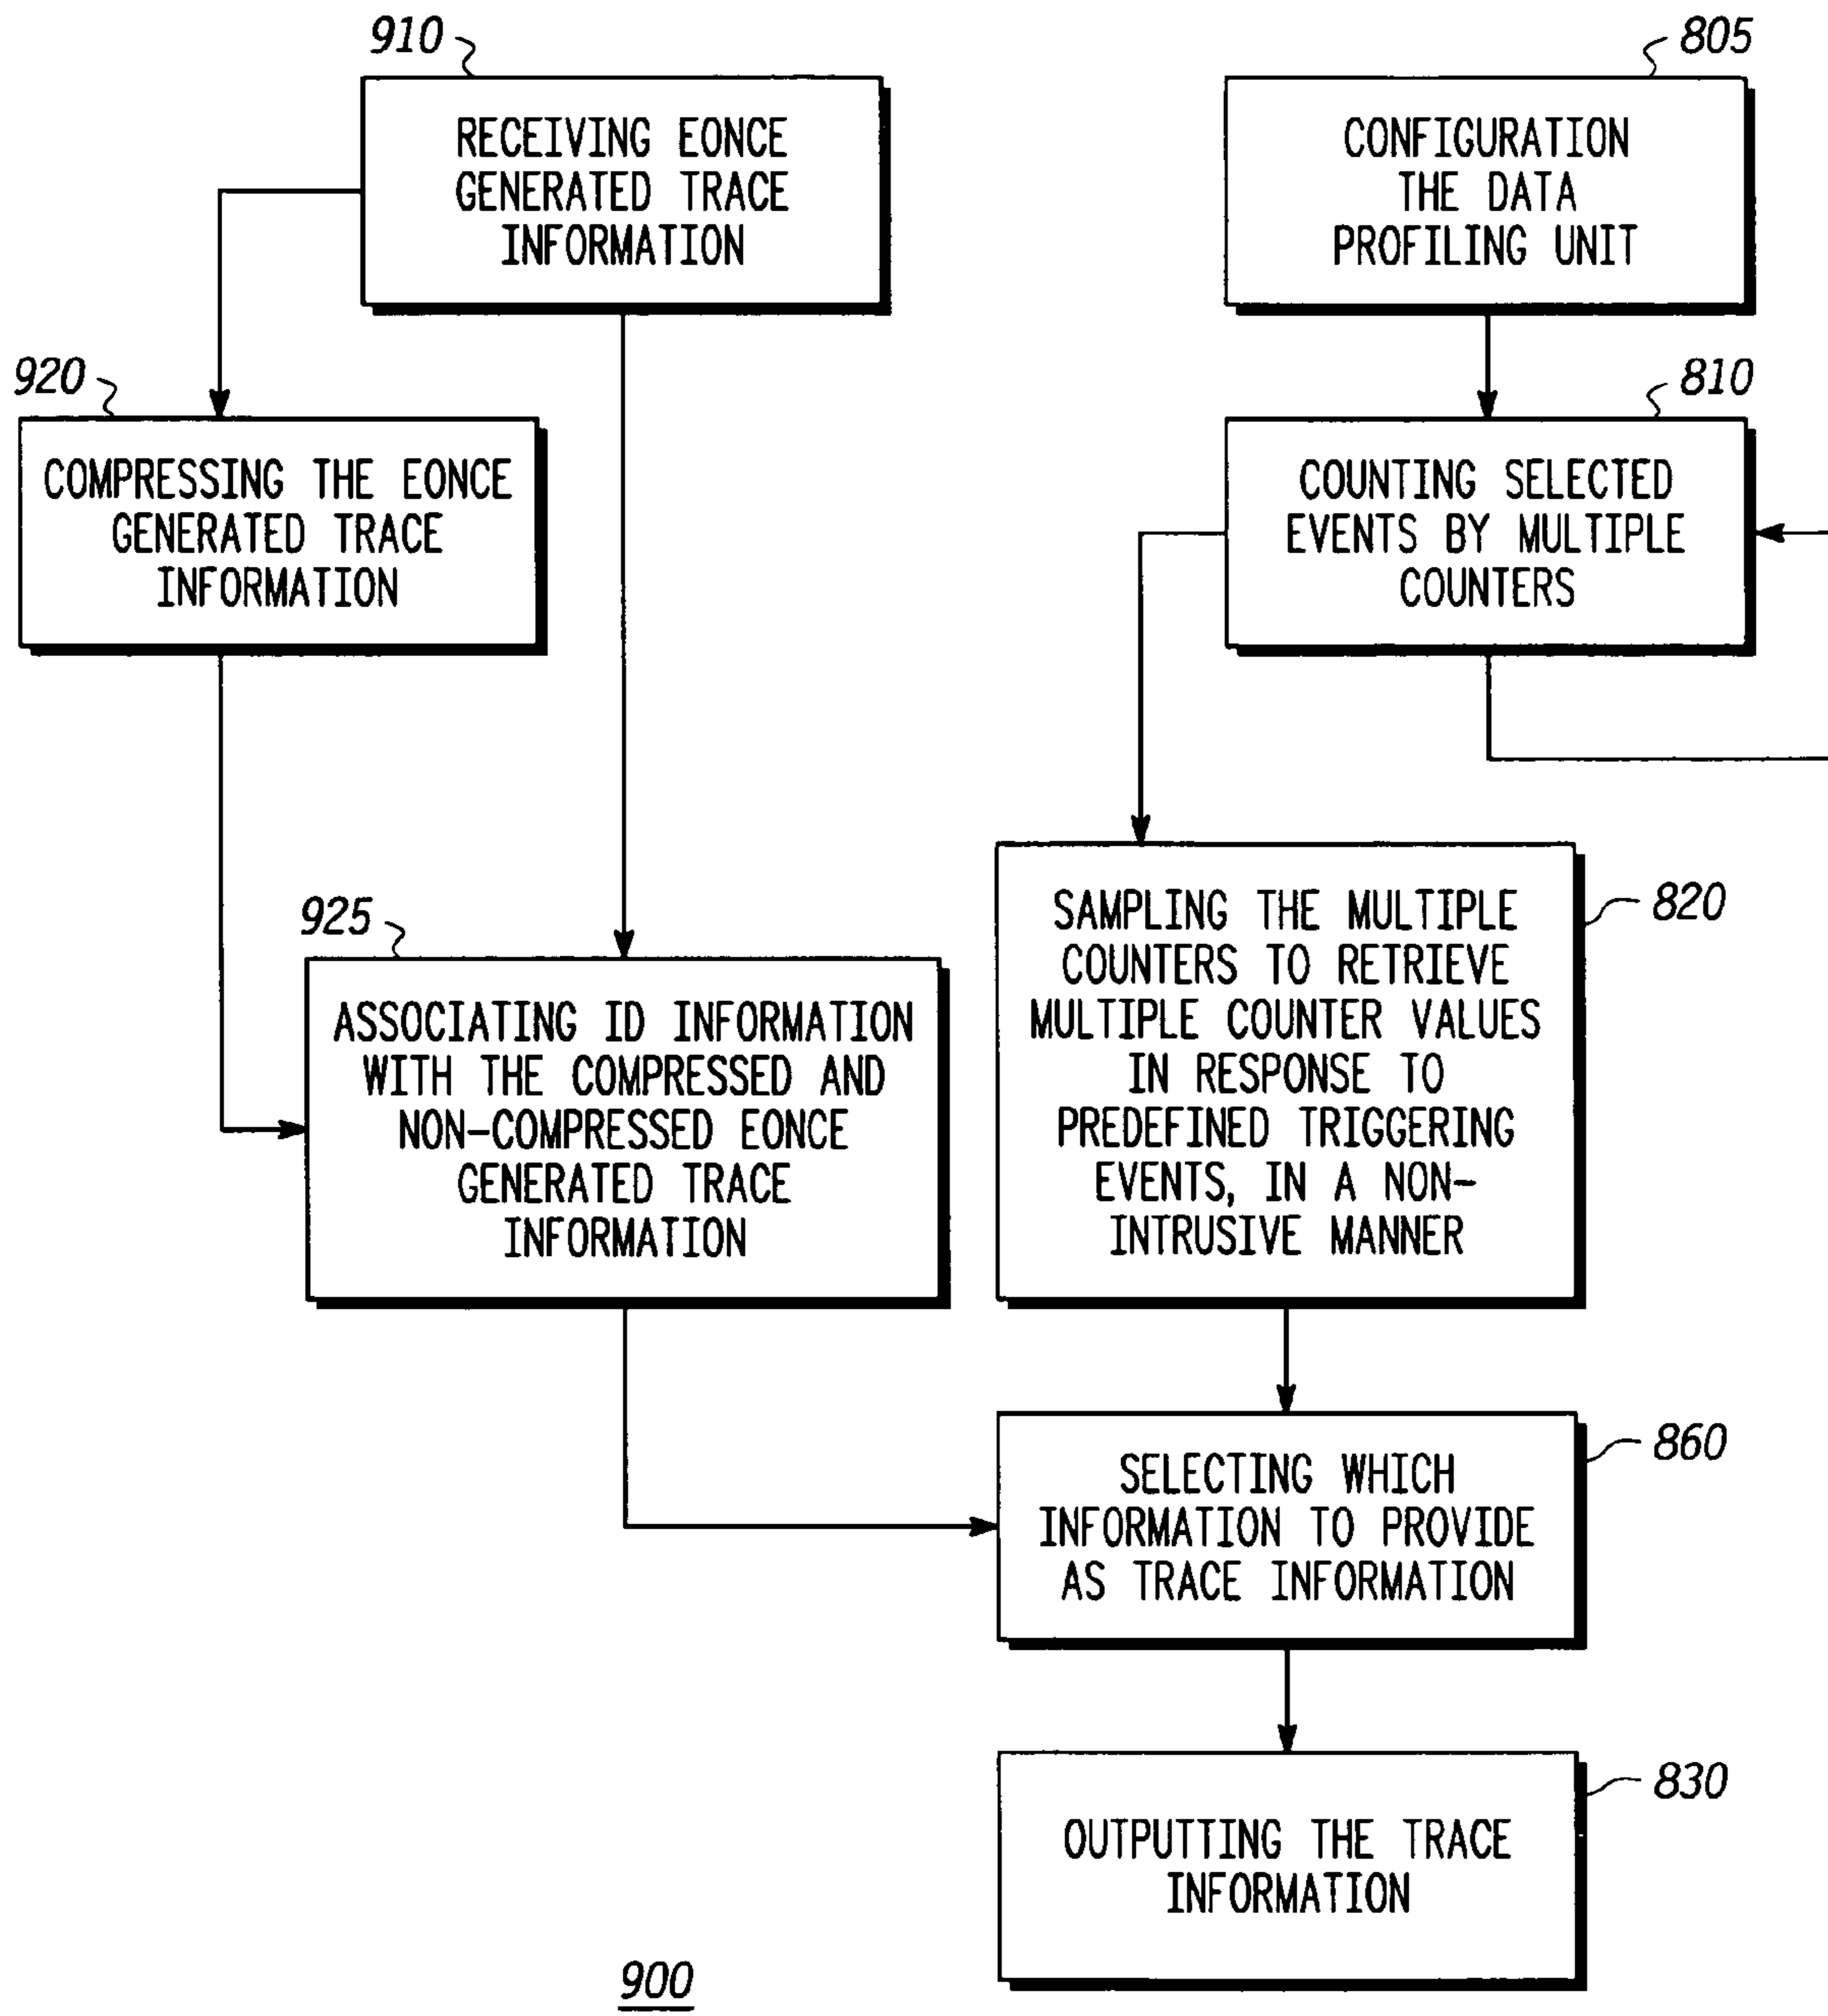 910
RECEIVING EONCE
GENERATED TRACE
INFORMATION
805
CONFIGURATION
THE DATA
PROFILING UNIT
920
COMPRESSING THE EONCE
GENERATED TRACE
INFORMATION
810
COUNTING SELECTED
EVENTS BY MULTIPLE
COUNTERS
925
ASSOCIATING ID INFORMATION
WITH THE COMPRESSED AND
NON-COMPRESSED EONCE
GENERATED TRACE
INFORMATION
820
SAMPLING THE MULTIPLE
COUNTERS TO RETRIEVE
MULTIPLE COUNTER VALUES
IN RESPONSE TO
PREDEFINED TRIGGERING
EVENTS, IN A NON-
INTRUSIVE MANNER
860
SELECTING WHICH
INFORMATION TO PROVIDE
AS TRACE INFORMATION
830
OUTPUTTING THE TRACE
INFORMATION
900